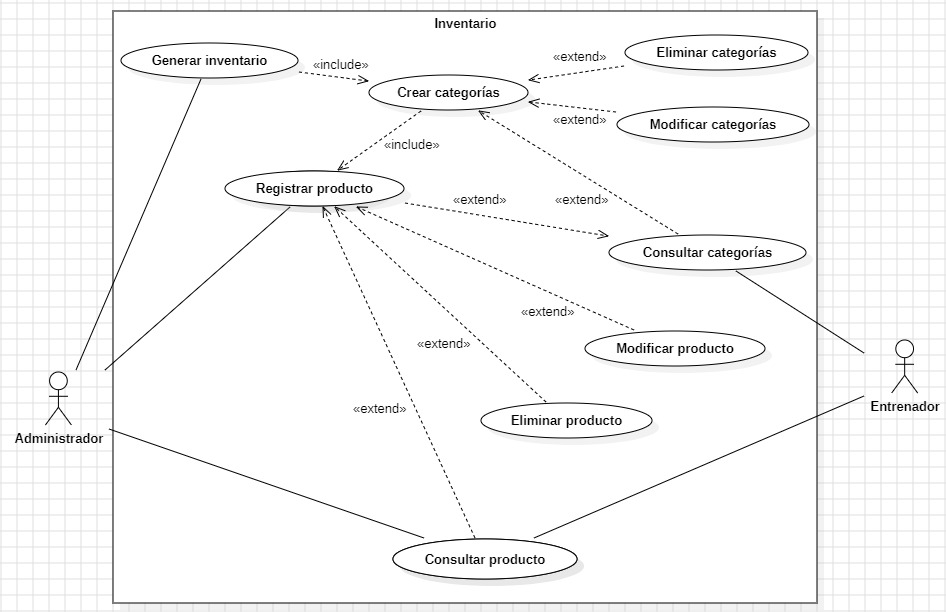 Inventario
Generar inventario
«include»
Crear categorías
«extend»
Eliminar categorías
«extend»
Modificar categorías
«include»
Registrar producto
«extend»
«extend»
Consultar categorías
«extend»
Modificar producto
«extend»
Eliminar producto
«extend»
Administrador
Entrenador
Consultar producto